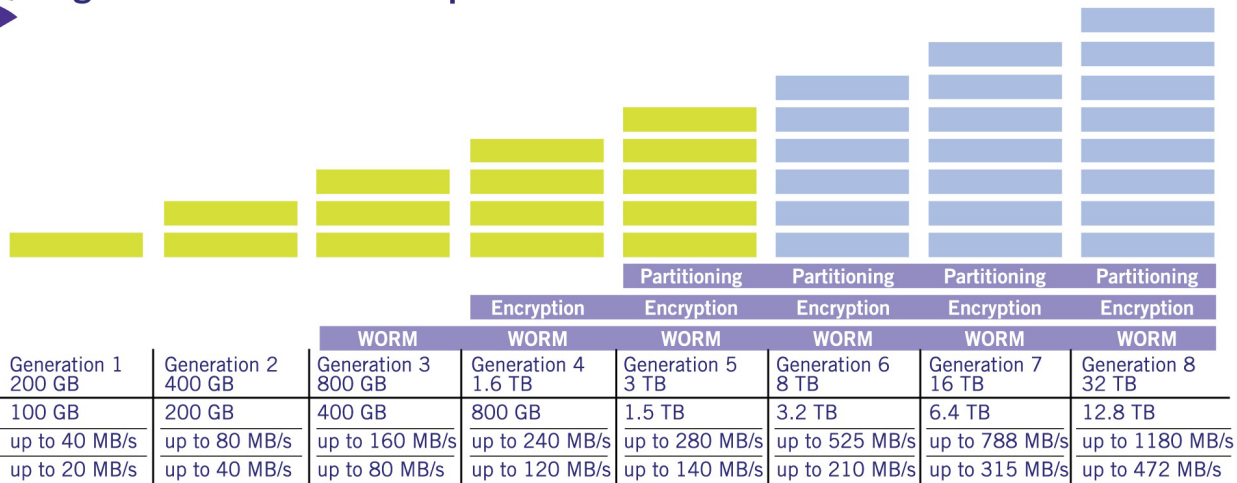 Partitioning Partitioning Partitioning Partitioning
Encryption Encryption Encryption Encryption Encryption
WORM WORM WORM WORM WORM WORM
Generation 1 Generation 2 Generation 3 Generation 4 Generation 5 Generation 6 Generation 7 Generation 8
200 GB 400 GB 800 GB 1.6 TB 3 TB 8 TB 16 TB 32 TB
100 GB 200 GB 400 GB 800 GB 1.5 TB 3.2 TB 6.4 TB 12.8 TB
up to 40 MB/s up to 80 MB/s up to 160 MB/s up to 240 MB/s up to 280 MB/s up to 525 MB/s up to 788 MB/s up to 1180 MB/s
up to 20 MB/s up to 40 MB/s up to 80 MB/s up to 120 MB/s up to 140 MB/s up to 210 MB/s up to 315 MB/s up to 472 MB/s